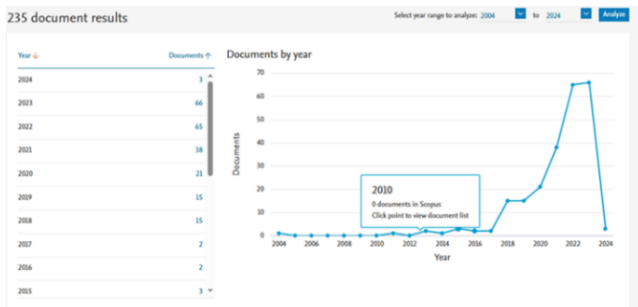 235 document results
Select year range to analyze: 2004 to 2024 Analyze
Year Documents
2024 3
2023 66
2022 65
2021 38
2020 21
2019 15
2018 15
2017 2
2016 2
2015 3
Documents by year
Documents
70
60
50
40
30
20
10
0
2010
0 documents in Scopus
Click point to view document list
2004 2006 2008 2010 2012 2014 2016 2018 2020 2022 2024
Year